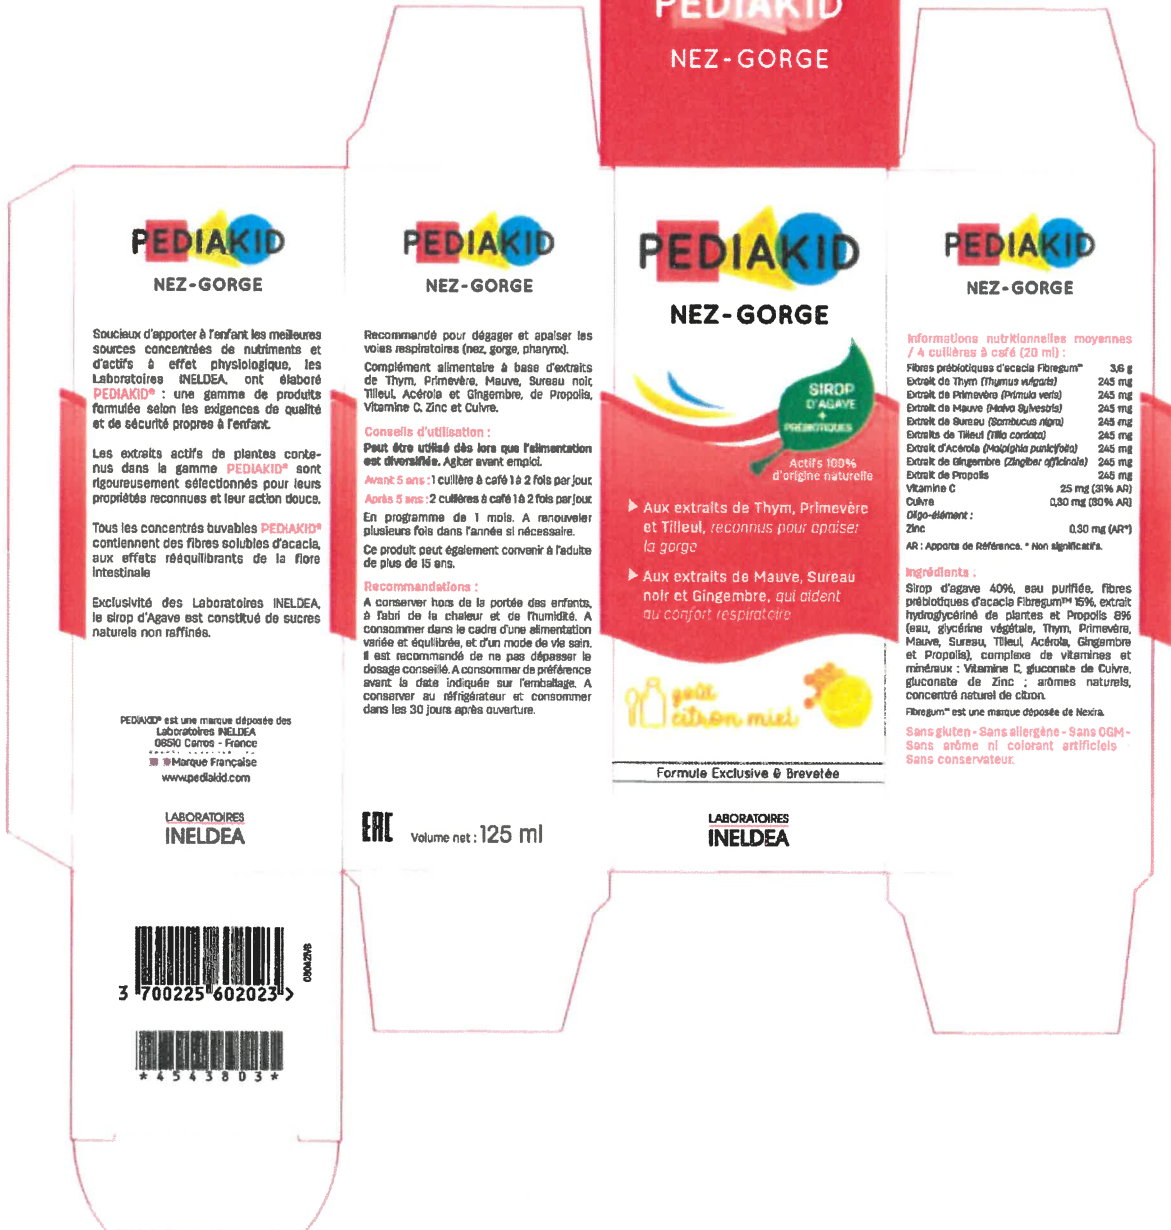 PEDIAKID
NEZ-GORGE
PEDIAKID
NEZ-GORGE
Soucieux d'apporter à l'enfant les meilleures
sources concentrées de nutriments et
d'actifs à effet physiologique, les
Laboratoires INELDEA, ont élaboré
PEDIAKID® : une gamme de produits
formulée selon les exigences de qualité
et de sécurité propres à l'enfant.
Les extraits actifs de plantes conte-
nus dans la gamme PEDIAKID® sont
rigoureusement sélectionnés pour leurs
propriétés reconnues et leur action douce.
Tous les concentrés buvables PEDIAKID®
contiennent des fibres solubles d'acacia,
aux effets rééquilibrants de la flore
intestinale
Exclusivité des Laboratoires INELDEA,
le sirop d'Agave est constitué de sucres
naturels non raffinés.
PEDIAKID® est une marque déposée des
Laboratoires INELDEA
06510 Carros - France
Marque Française
www.pediakid.com
LABORATOIRES
INELDEA
3 700225 602023 >
0804ZIV8
*4543803*
PEDIAKID
NEZ-GORGE
Recommandé pour dégager et apaiser les
voies respiratoires (nez, gorge, pharynx).
Complément alimentaire à base d'extraits
de Thym, Primevère, Mauve, Sureau noir,
Tilleul, Acérola et Gingembre, de Propolis,
Vitamine C, Zinc et Cuivre.
Conseils d'utilisation :
Peut être utilisé dès lors que l'alimentation
est diversifiée. Agiter avant emploi.
Avant 5 ans : 1 cuillère à café 1 à 2 fois par jour.
Après 5 ans : 2 cuillères à café 1 à 2 fois par jour.
En programme de 1 mois. A renouveler
plusieurs fois dans l'année si nécessaire.
Ce produit peut également convenir à l'adulte
de plus de 15 ans.
Recommandations :
A conserver hors de la portée des enfants,
à l'abri de la chaleur et de l'humidité. A
consommer dans le cadre d'une alimentation
variée et équilibrée, et d'un mode de vie sain.
Il est recommandé de ne pas dépasser le
dosage conseillé. A consommer de préférence
avant la date indiquée sur l'emballage. A
conserver au réfrigérateur et consommer
dans les 30 jours après ouverture.
EAC Volume net : 125 ml
PEDIAKID
NEZ-GORGE
SIROP
D'AGAVE
+
PRÉBIOTIQUES
Actifs 100%
d'origine naturelle
Aux extraits de Thym, Primevère
et Tilleul, reconnus pour apaiser
la gorge
Aux extraits de Mauve, Sureau
noir et Gingembre, qui aident
au confort respiratoire
goût
citron miel
Formule Exclusive & Brevetée
LABORATOIRES
INELDEA
PEDIAKID
NEZ-GORGE
Informations nutritionnelles moyennes
/ 4 cuillères à café (20 ml) :
Fibres prébiotiques d'acacia Fibregum™ 3,6 g
Extrait de Thym (Thymus vulgaris) 245 mg
Extrait de Primevère (Primula veris) 245 mg
Extrait de Mauve (Malva Sylvestris) 245 mg
Extrait de Sureau (Sambucus nigra) 245 mg
Extraits de Tilleul (Tilia cordata) 245 mg
Extrait d'Acérola (Malpighia punicifolia) 245 mg
Extrait de Gingembre (Zingiber officinale) 245 mg
Extrait de Propolis 245 mg
Vitamine C 25 mg (31% AR)
Cuivre 0,30 mg (30% AR)
Oligo-élément :
Zinc 0,30 mg (AR*)
AR : Apports de Référence. * Non significatifs.
Ingrédients :
Sirop d'agave 40%, eau purifiée, fibres
prébiotiques d'acacia Fibregum™ 15%, extrait
hydroglycériné de plantes et Propolis 8%
(eau, glycérine végétale, Thym, Primevère,
Mauve, Sureau, Tilleul, Acérola, Gingembre
et Propolis), complexe de vitamines et
minéraux : Vitamine C, gluconate de Cuivre,
gluconate de Zinc ; arômes naturels,
concentré naturel de citron.
Fibregum™ est une marque déposée de Nexira.
Sans gluten - Sans allergène - Sans OGM -
Sans arôme ni colorant artificiels -
Sans conservateur.